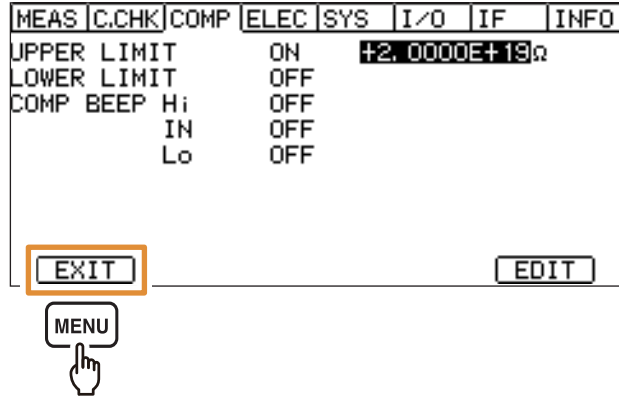 MEAS C.CHK COMP ELEC SYS I/O IF INFO
UPPER LIMIT ON +2.0000E+19Ω
LOWER LIMIT OFF
COMP BEEP Hi OFF
IN OFF
Lo OFF
EXIT EDIT
MENU